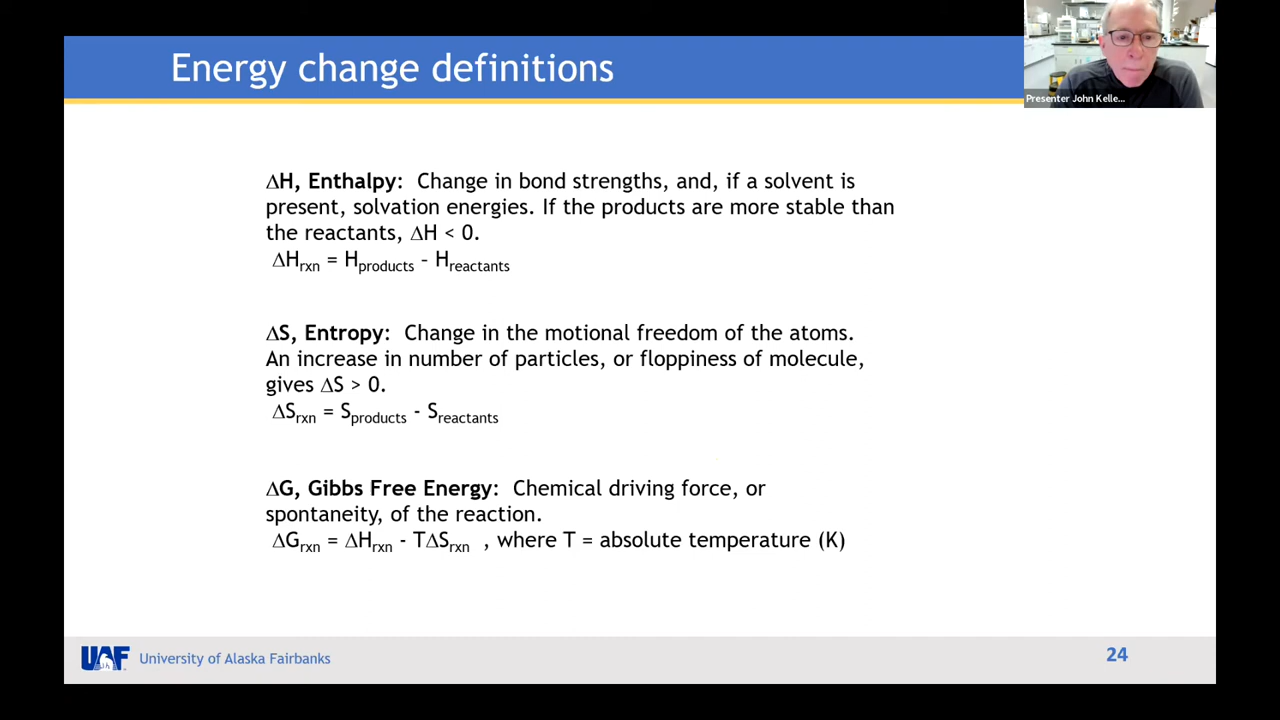 Energy change definitions
Presenter John Kelle...
∆H, Enthalpy: Change in bond strengths, and, if a solvent is
present, solvation energies. If the products are more stable than
the reactants, ∆H < 0.
∆Hrxn = Hproducts – Hreactants
∆S, Entropy: Change in the motional freedom of the atoms.
An increase in number of particles, or floppiness of molecule,
gives ∆S > 0.
∆Srxn = Sproducts - Sreactants
∆G, Gibbs Free Energy: Chemical driving force, or
spontaneity, of the reaction.
∆Grxn = ∆Hrxn - T∆Srxn , where T = absolute temperature (K)
UAF University of Alaska Fairbanks
24